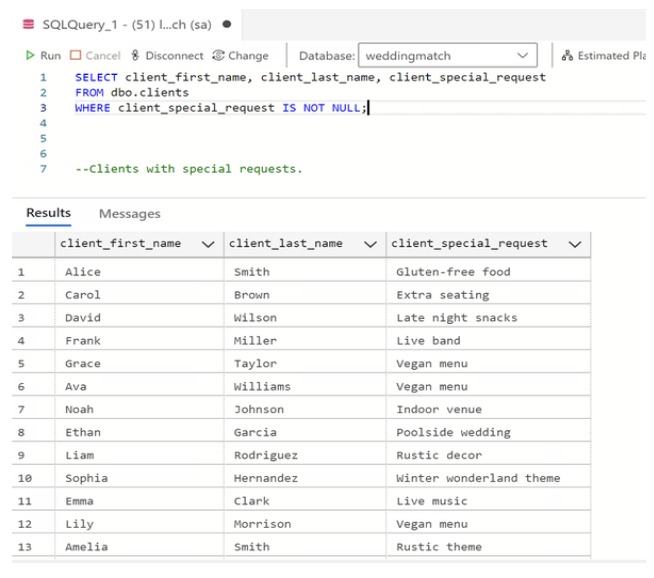 SQLQuery_1 - (51) l...ch (sa) ●
Run Cancel Disconnect Change Database: weddingmatch Estimated Pla
1 SELECT client_first_name, client_last_name, client_special_request
2 FROM dbo.clients
3 WHERE client_special_request IS NOT NULL;
4
5
6
7 --Clients with special requests.
Results Messages
client_first_name client_last_name client_special_request
1 Alice Smith Gluten-free food
2 Carol Brown Extra seating
3 David Wilson Late night snacks
4 Frank Miller Live band
5 Grace Taylor Vegan menu
6 Ava Williams Vegan menu
7 Noah Johnson Indoor venue
8 Ethan Garcia Poolside wedding
9 Liam Rodriguez Rustic decor
10 Sophia Hernandez Winter wonderland theme
11 Emma Clark Live music
12 Lily Morrison Vegan menu
13 Amelia Smith Rustic theme